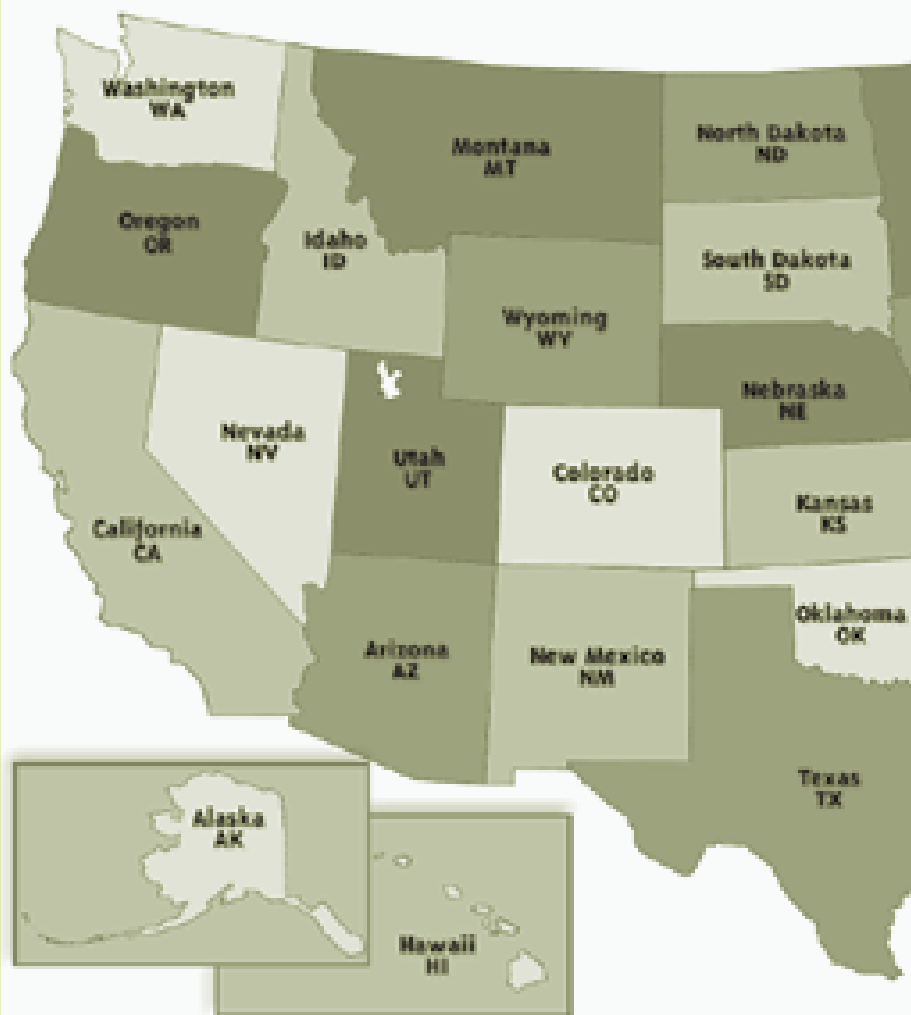 Washington
WA
Montana
MT
North Dakota
ND
Oregon
OR
Idaho
ID
South Dakota
SD
Wyoming
WY
Nebraska
NE
Nevada
NV
Utah
UT
Colorado
CO
Kansas
KS
California
CA
Oklahoma
OK
Arizona
AZ
New Mexico
NM
Texas
TX
Alaska
AK
Hawaii
HI